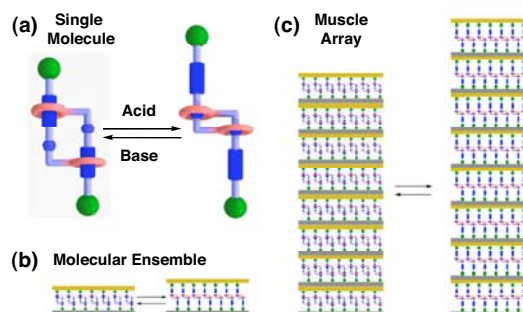 (a) Single
Molecule
Acid
Base
(b) Molecular Ensemble
(c) Muscle
Array